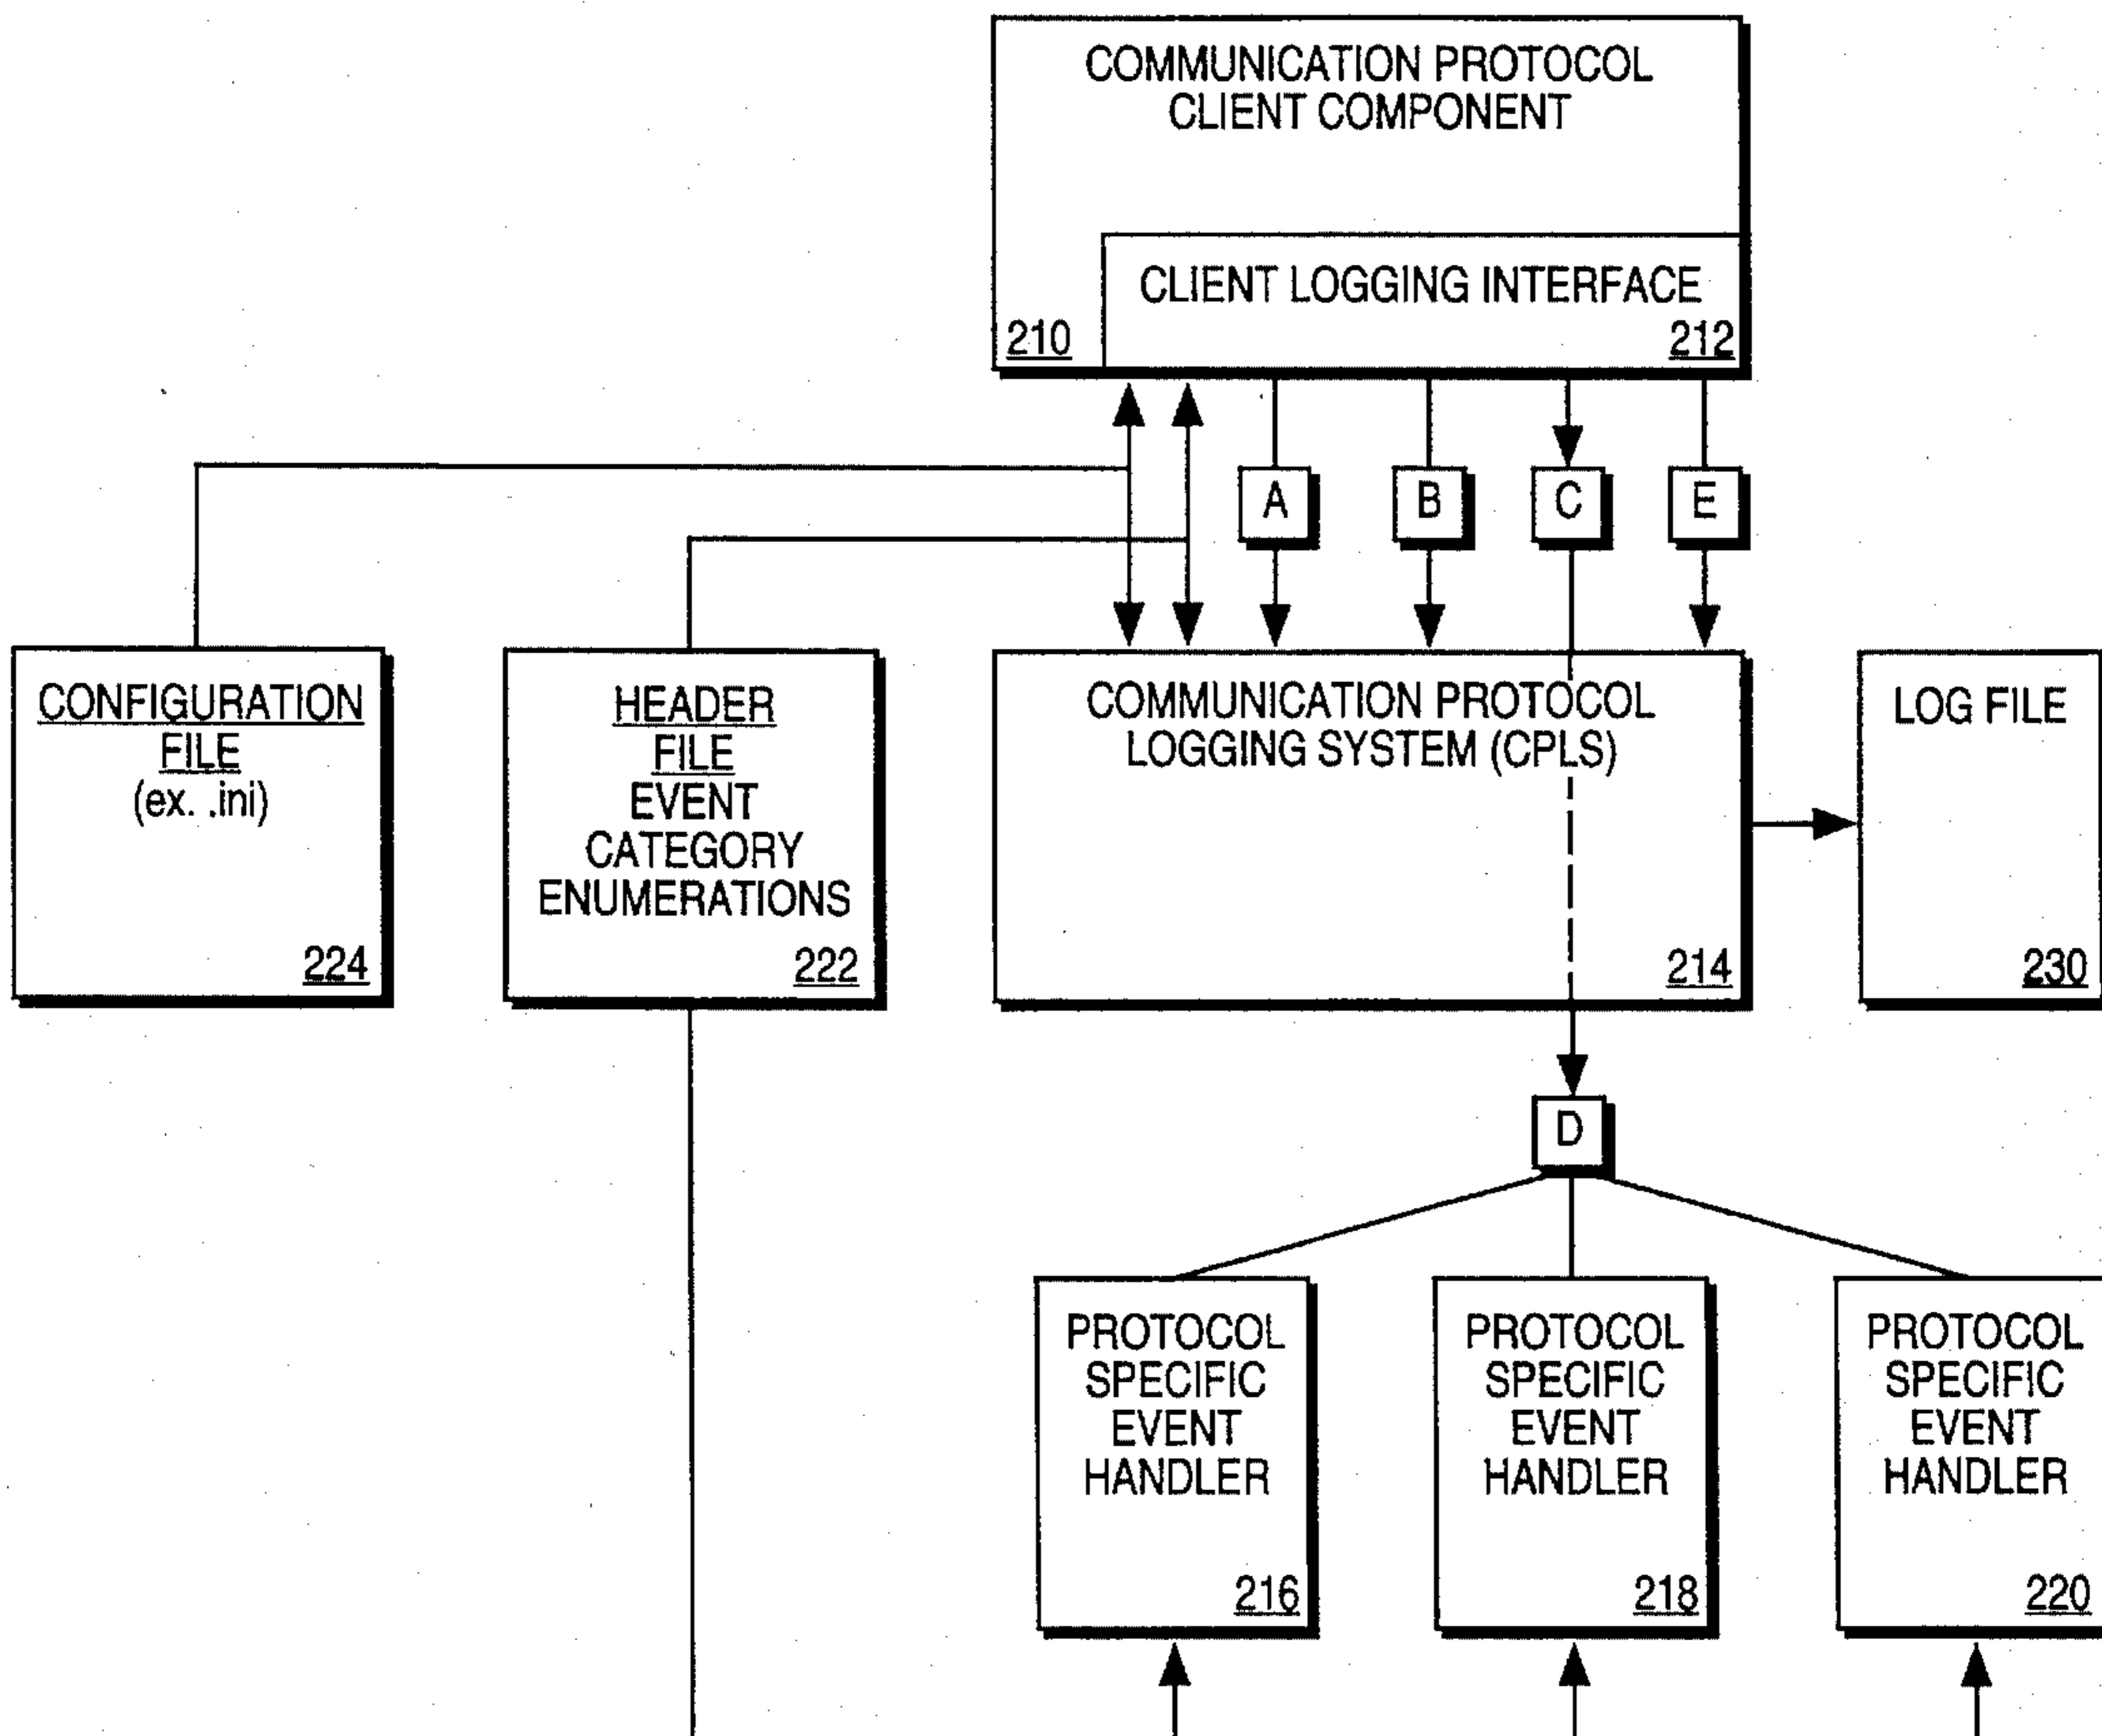 COMMUNICATION PROTOCOL
CLIENT COMPONENT
CLIENT LOGGING INTERFACE
210
212
A
B
C
E
CONFIGURATION
FILE
(ex. .ini)
224
HEADER
FILE
EVENT
CATEGORY
ENUMERATIONS
222
COMMUNICATION PROTOCOL
LOGGING SYSTEM (CPLS)
214
LOG FILE
230
D
PROTOCOL
SPECIFIC
EVENT
HANDLER
216
PROTOCOL
SPECIFIC
EVENT
HANDLER
218
PROTOCOL
SPECIFIC
EVENT
HANDLER
220